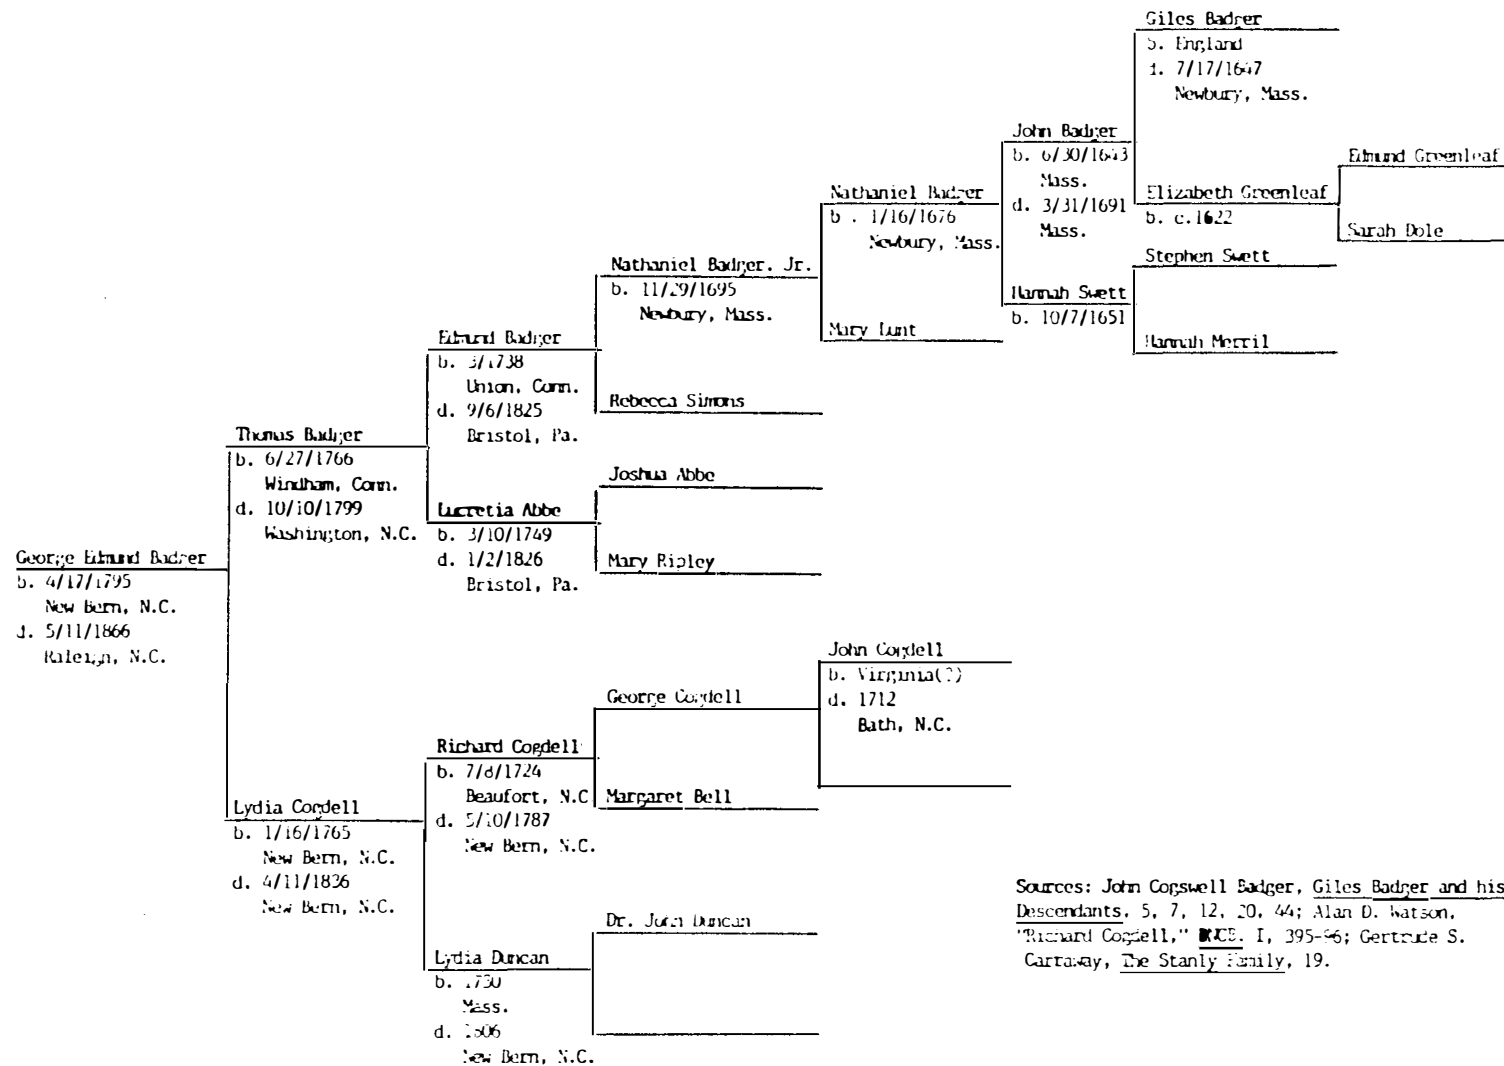 Giles Badger
b. England
d. 7/17/1647
Newbury, Mass.
John Badger
b. 6/30/1643
Mass.
d. 3/31/1691
Mass.
Edmund Greenleaf
Elizabeth Greenleaf
b. c.1622
Sarah Dole
Nathaniel Badger
b. 1/16/1676
Newbury, Mass.
Stephen Swett
Hannah Swett
b. 10/7/1651
Hannah Merril
Nathaniel Badger. Jr.
b. 11/29/1695
Newbury, Mass.
Mary Lunt
Edmund Badger
b. 3/1738
Union, Conn.
d. 9/6/1825
Bristol, Pa.
Rebecca Simons
Thomas Badger
b. 6/27/1766
Windham, Conn.
d. 10/10/1799
Washington, N.C.
Joshua Abbe
Lucretia Abbe
b. 3/10/1749
d. 1/2/1826
Bristol, Pa.
Mary Ripley
George Edmund Badger
b. 4/17/1795
New Bern, N.C.
d. 5/11/1866
Raleigh, N.C.
John Cogdell
b. Virginia(?)
d. 1712
Bath, N.C.
George Cogdell
Richard Cogdell
b. 7/8/1724
Beaufort, N.C
d. 5/10/1787
New Bern, N.C.
Margaret Bell
Lydia Cogdell
b. 1/16/1765
New Bern, N.C.
d. 4/11/1836
New Bern, N.C.
Dr. John Duncan
Lydia Duncan
b. 1730
Mass.
d. 1806
New Bern, N.C.
Sources: John Cogswell Badger, Giles Badger and his
Descendants, 5, 7, 12, 20, 44; Alan D. Watson,
"Richard Cogdell," I, 395-96; Gertrude S.
Carraway, The Stanly Family, 19.